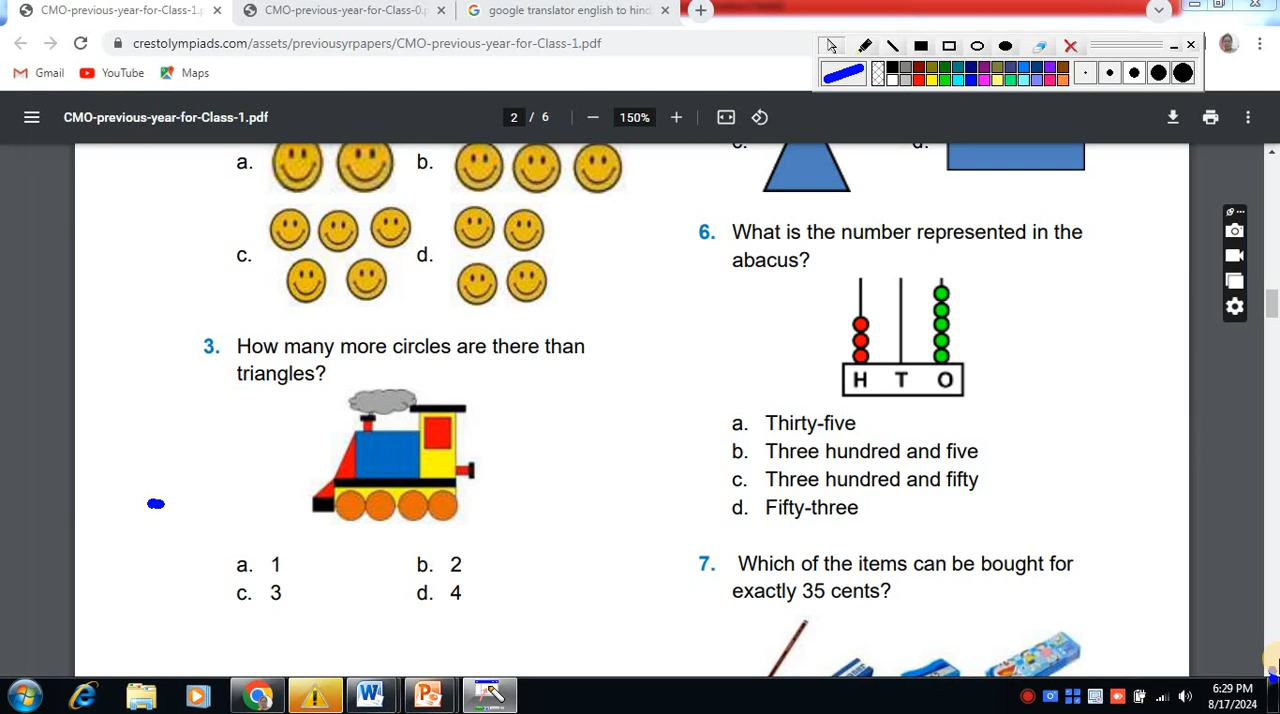 CMO-previous-year-for-Class-1.p
CMO-previous-year-for-Class-0.p
google translator english to hind
crestolympiads.com/assets/previousyrpapers/CMO-previous-year-for-Class-1.pdf
Gmail
YouTube
Maps
CMO-previous-year-for-Class-1.pdf
2 / 6
150%
a.
b.
c.
d.
3. How many more circles are there than
triangles?
a. 1
b. 2
c. 3
d. 4
6. What is the number represented in the
abacus?
H T O
a. Thirty-five
b. Three hundred and five
c. Three hundred and fifty
d. Fifty-three
7. Which of the items can be bought for
exactly 35 cents?
6:29 PM
8/17/2024